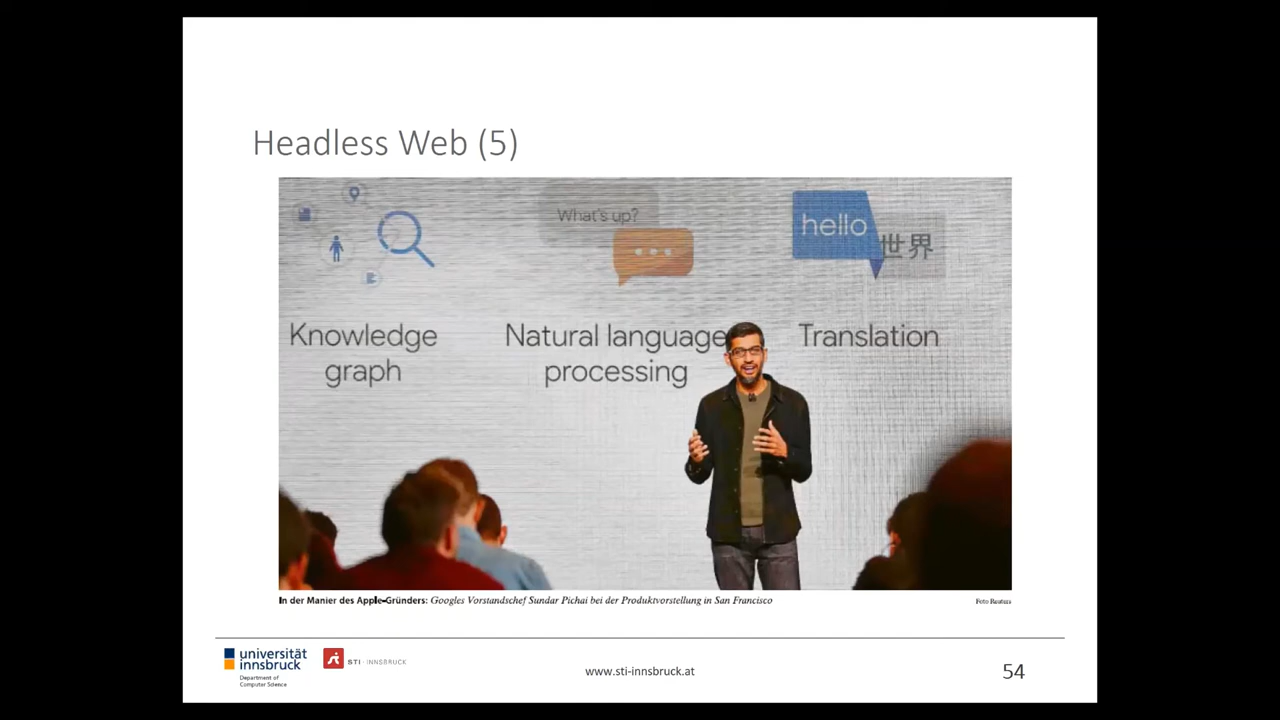 Headless Web (5)
What's up?
hello
世界
Knowledge
graph
Natural language
processing
Translation
In der Manier des Apple-Gründers: Googles Vorstandschef Sundar Pichai bei der Produktvorstellung in San Francisco
Foto Reuters
universität
innsbruck
Department of
Computer Science
STI · INNSBRUCK
www.sti-innsbruck.at
54